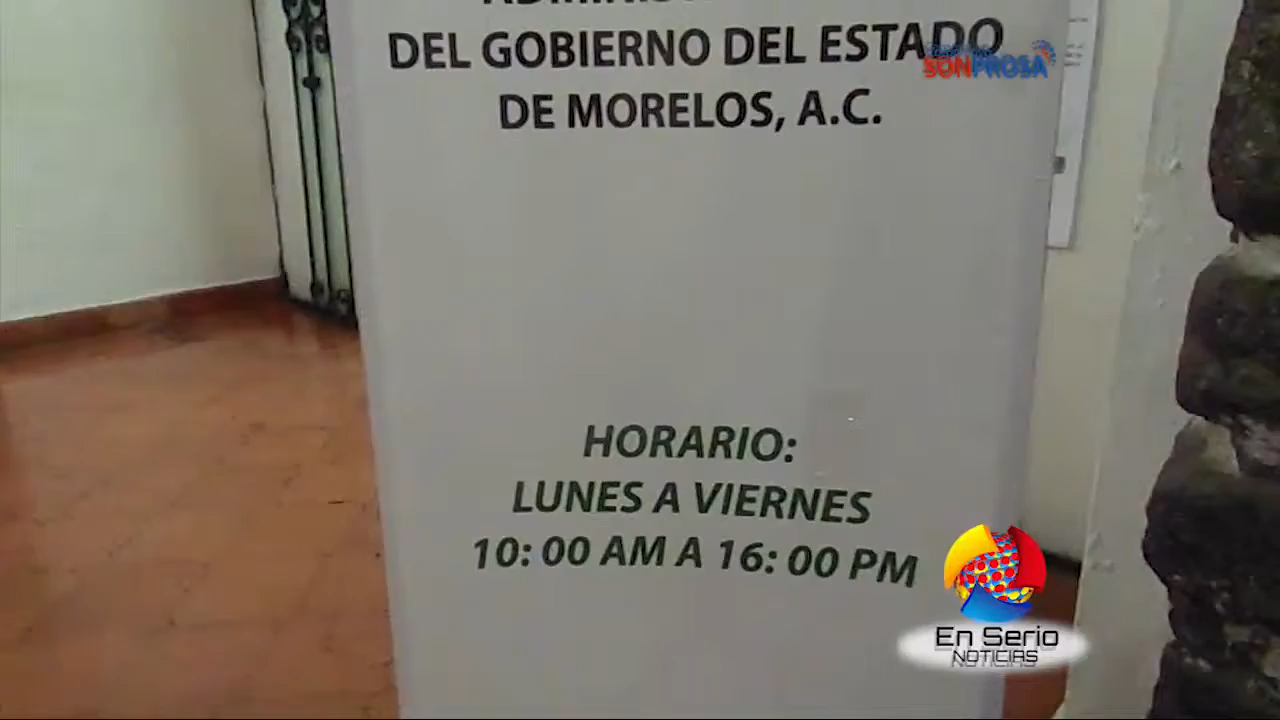 DEL GOBIERNO DEL ESTADO
DE MORELOS, A.C.
SONPROSA
HORARIO:
LUNES A VIERNES
10: 00 AM A 16: 00 PM
En Serio
NOTICIAS